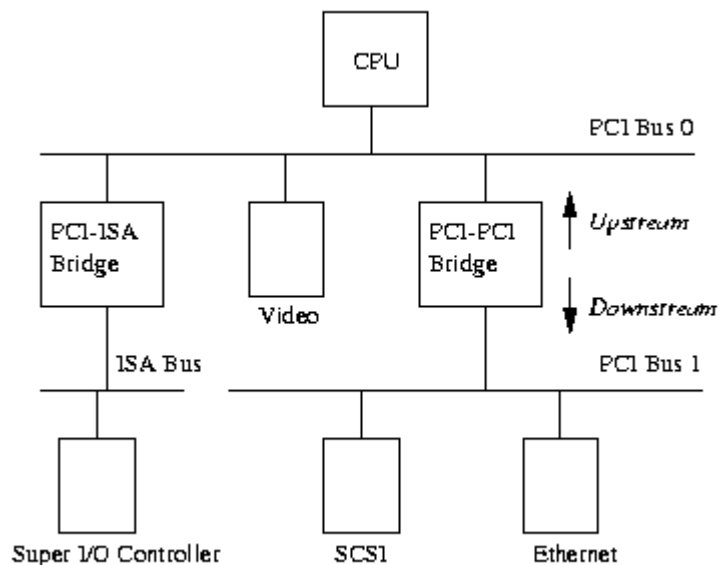 CPU
PCI Bus 0
PCI-ISA
Bridge
Video
PCI-PCI
Bridge
Upstream
Downstream
ISA Bus
PCI Bus 1
Super I/O Controller
SCSI
Ethernet